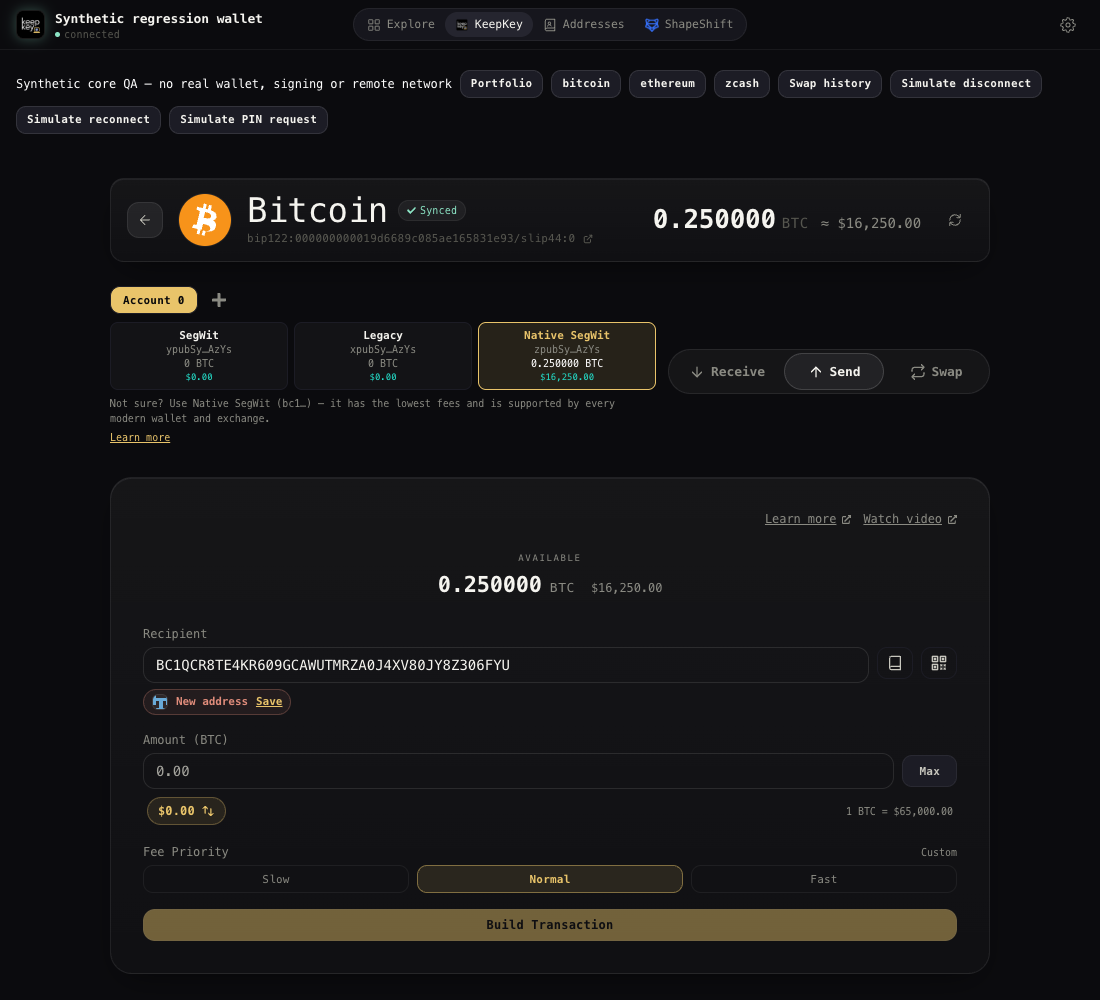 Synthetic regression wallet
connected
Explore
KeepKey
Addresses
ShapeShift
Synthetic core QA — no real wallet, signing or remote network
Portfolio
bitcoin
ethereum
zcash
Swap history
Simulate disconnect
Simulate reconnect
Simulate PIN request
Bitcoin
Synced
bip122:000000000019d6689c085ae165831e93/slip44:0
0.250000 BTC ≈ $16,250.00
Account 0
SegWit
ypubSy…AzYs
0 BTC
$0.00
Legacy
xpubSy…AzYs
0 BTC
$0.00
Native SegWit
zpubSy…AzYs
0.250000 BTC
$16,250.00
Receive
Send
Swap
Not sure? Use Native SegWit (bc1…) — it has the lowest fees and is supported by every
modern wallet and exchange.
Learn more
Learn more
Watch video
AVAILABLE
0.250000 BTC $16,250.00
Recipient
BC1QCR8TE4KR609GCAWUTMRZA0J4XV80JY8Z306FYU
New address Save
Amount (BTC)
0.00
Max
$0.00
1 BTC = $65,000.00
Fee Priority
Custom
Slow
Normal
Fast
Build Transaction